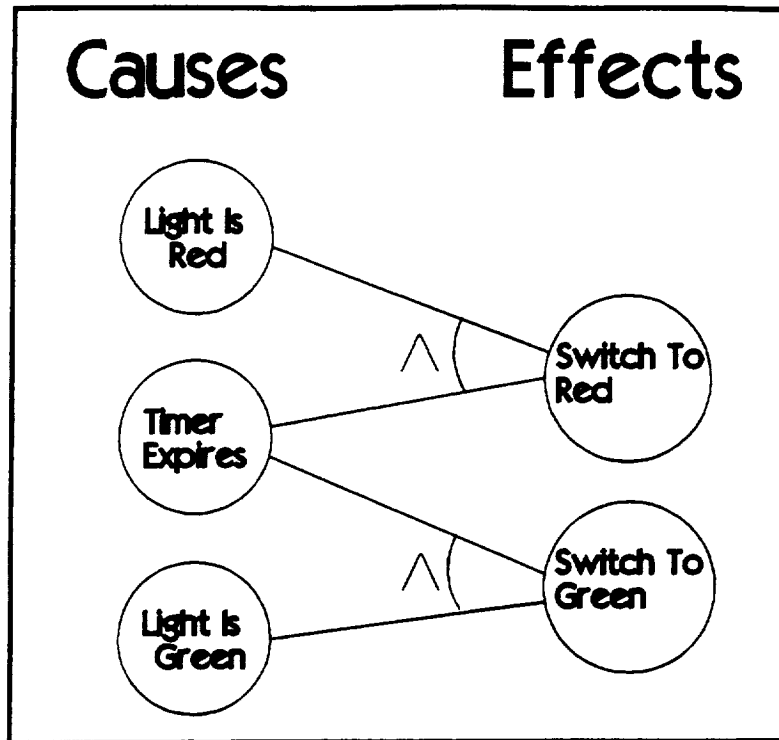 Causes
Effects
Light Is
Red
Timer
Expires
Light Is
Green
Λ
Λ
Switch To
Red
Switch To
Green